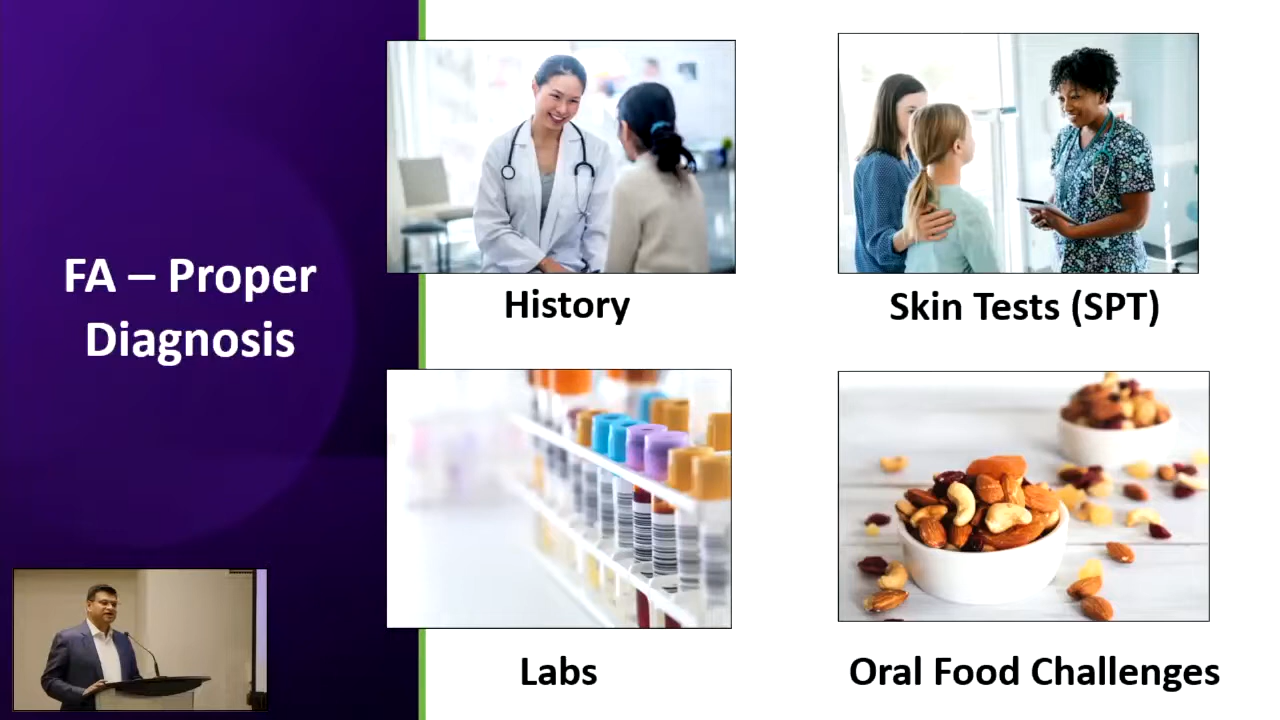 FA – Proper
Diagnosis
History
Skin Tests (SPT)
Labs
Oral Food Challenges